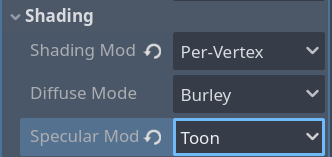 Shading
Shading Mod Per-Vertex
Diffuse Mode Burley
Specular Mod Toon